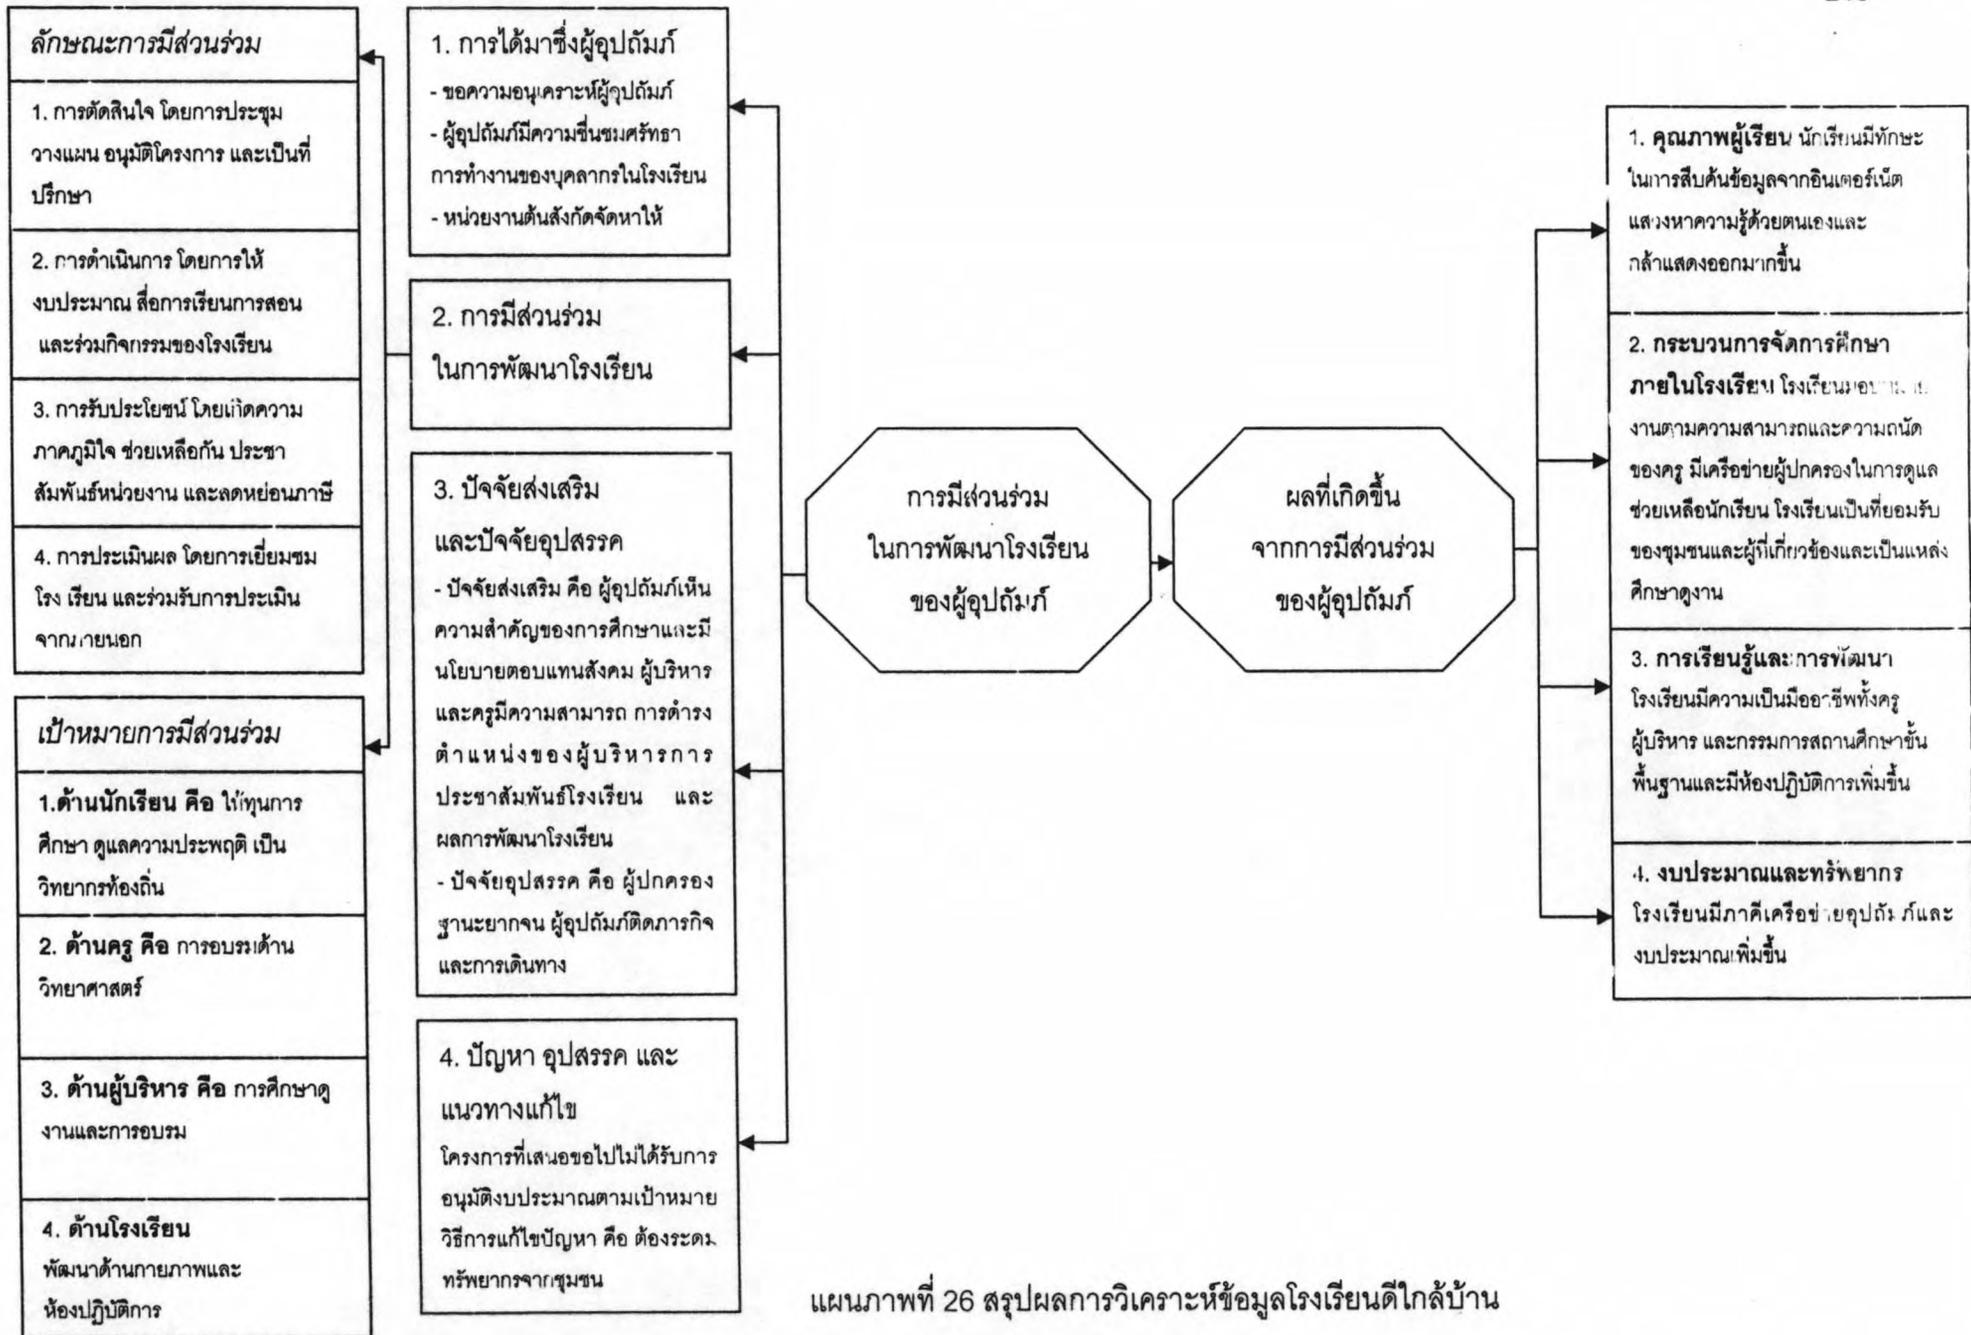 ลักษณะการมีส่วนร่วม
1. การตัดสินใจ โดยการประชุม
วางแผน อนุมัติโครงการ และเป็นที่
ปรึกษา
2. การดำเนินการ โดยการให้
งบประมาณ สื่อการเรียนการสอน
และร่วมกิจกรรมของโรงเรียน
3. การรับประโยชน์ โดยเกิดความ
ภาคภูมิใจ ช่วยเหลือกัน ประชา
สัมพันธ์หน่วยงาน และลดหย่อนภาษี
4. การประเมินผล โดยการเยี่ยมชม
โรง เรียน และร่วมรับการประเมิน
จากภายนอก
เป้าหมายการมีส่วนร่วม
1.ด้านนักเรียน คือ ให้ทุนการ
ศึกษา ดูแลความประพฤติ เป็น
วิทยากรท้องถิ่น
2. ด้านครู คือ การอบรมด้าน
วิทยาศาสตร์
3. ด้านผู้บริหาร คือ การศึกษาดู
งานและการอบรม
4. ด้านโรงเรียน
พัฒนาด้านกายภาพและ
ห้องปฏิบัติการ
1. การได้มาซึ่งผู้อุปถัมภ์
- ขอความอนุเคราะห์ผู้อุปถัมภ์
- ผู้อุปถัมภ์มีความชื่นชมศรัทธา
การทำงานของบุคลากรในโรงเรียน
- หน่วยงานต้นสังกัดจัดหาให้
2. การมีส่วนร่วม
ในการพัฒนาโรงเรียน
3. ปัจจัยส่งเสริม
และปัจจัยอุปสรรค
- ปัจจัยส่งเสริม คือ ผู้อุปถัมภ์เห็น
ความสำคัญของการศึกษาและมี
นโยบายตอบแทนสังคม ผู้บริหาร
และครูมีความสามารถ การดำรง
ตำแหน่งของผู้บริหารการ
ประชาสัมพันธ์โรงเรียน และ
ผลการพัฒนาโรงเรียน
- ปัจจัยอุปสรรค คือ ผู้ปกครอง
ฐานะยากจน ผู้อุปถัมภ์ติดภารกิจ
และการเดินทาง
4. ปัญหา อุปสรรค และ
แนวทางแก้ไข
โครงการที่เสนอขอไปไม่ได้รับการ
อนุมัติงบประมาณตามเป้าหมาย
วิธีการแก้ไขปัญหา คือ ต้องระดม
ทรัพยากรจากชุมชน
การมีส่วนร่วม
ในการพัฒนาโรงเรียน
ของผู้อุปถัมภ์
ผลที่เกิดขึ้น
จากการมีส่วนร่วม
ของผู้อุปถัมภ์
1. คุณภาพผู้เรียน นักเรียนมีทักษะ
ในการสืบค้นข้อมูลจากอินเตอร์เน็ต
แสวงหาความรู้ด้วยตนเองและ
กล้าแสดงออกมากขึ้น
2. กระบวนการจัดการศึกษา
ภายในโรงเรียน โรงเรียน
งานตามความสามารถและความถนัด
ของครู มีเครือข่ายผู้ปกครองในการดูแล
ช่วยเหลือนักเรียน โรงเรียนเป็นที่ยอมรับ
ของชุมชนและผู้ที่เกี่ยวข้องและเป็นแหล่ง
ศึกษาดูงาน
3. การเรียนรู้และการพัฒนา
โรงเรียนมีความเป็นมืออาชีพทั้งครู
ผู้บริหาร และกรรมการสถานศึกษาขั้น
พื้นฐานและมีห้องปฏิบัติการเพิ่มขึ้น
4. งบประมาณและทรัพยากร
โรงเรียนมีภาคีเครือข่ายอุปถัมภ์และ
งบประมาณเพิ่มขึ้น
แผนภาพที่ 26 สรุปผลการวิเคราะห์ข้อมูลโรงเรียนดีใกล้บ้าน